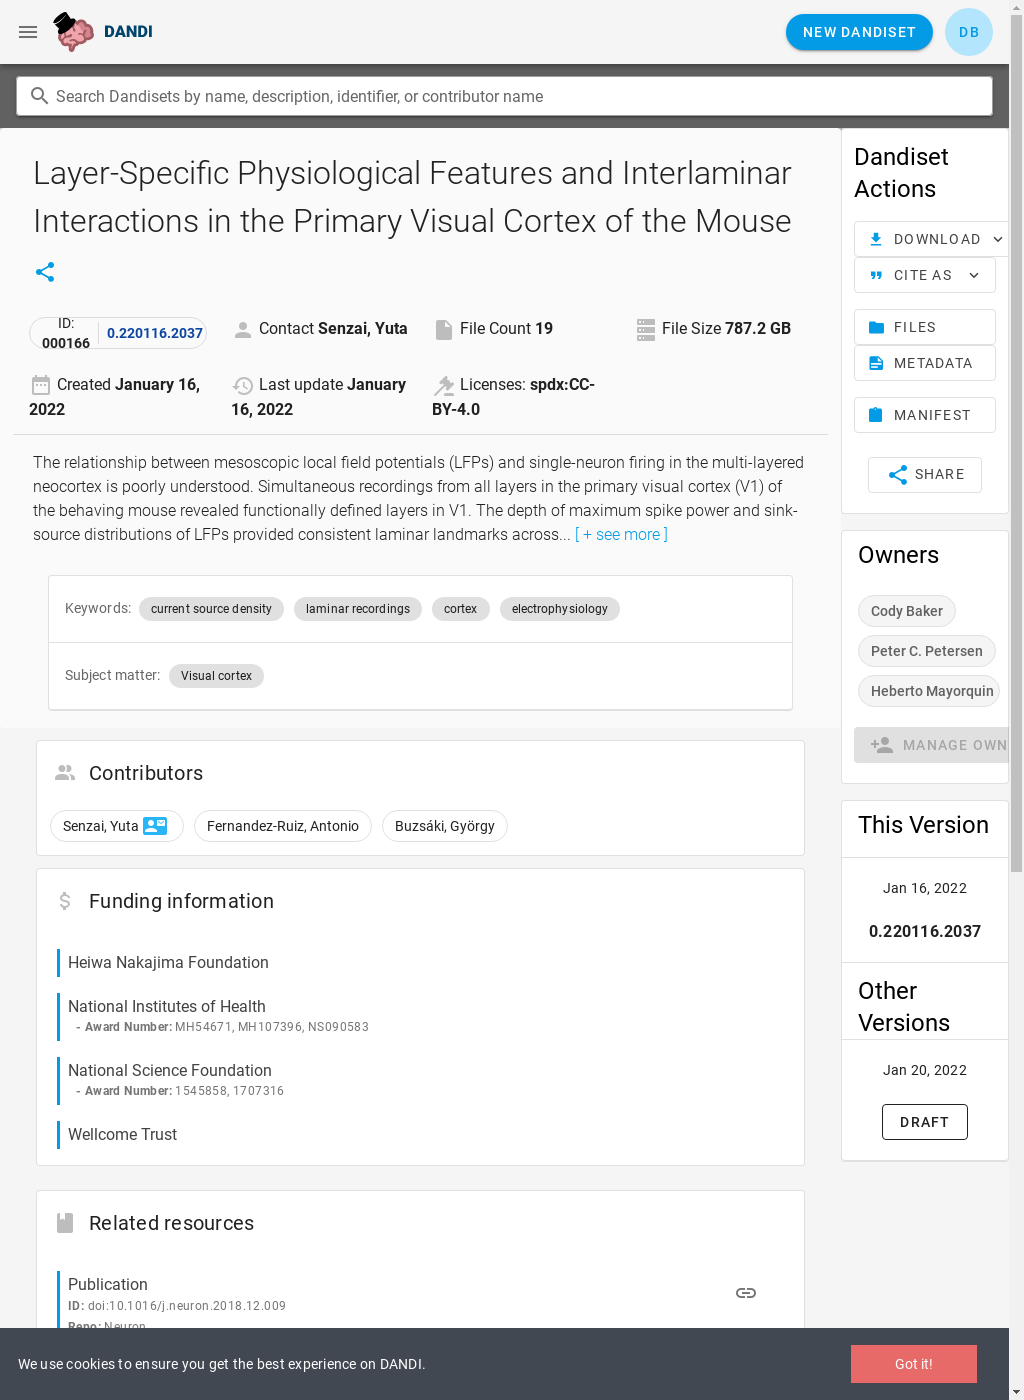 DANDI
NEW DANDISET
DB
Search Dandisets by name, description, identifier, or contributor name
Layer-Specific Physiological Features and Interlaminar
Interactions in the Primary Visual Cortex of the Mouse
ID:
000166
0.220116.2037
Contact Senzai, Yuta
File Count 19
File Size 787.2 GB
Created January 16,
2022
Last update January
16, 2022
Licenses: spdx:CC-
BY-4.0
The relationship between mesoscopic local field potentials (LFPs) and single-neuron firing in the multi-layered
neocortex is poorly understood. Simultaneous recordings from all layers in the primary visual cortex (V1) of
the behaving mouse revealed functionally defined layers in V1. The depth of maximum spike power and sink-
source distributions of LFPs provided consistent laminar landmarks across... [ + see more ]
Keywords: current source density laminar recordings cortex electrophysiology
Subject matter: Visual cortex
Contributors
Senzai, Yuta
Fernandez-Ruiz, Antonio
Buzsáki, György
Funding information
Heiwa Nakajima Foundation
National Institutes of Health
- Award Number: MH54671, MH107396, NS090583
National Science Foundation
- Award Number: 1545858, 1707316
Wellcome Trust
Related resources
Publication
ID: doi:10.1016/j.neuron.2018.12.009
Repo: Neuron
Dandiset
Actions
DOWNLOAD
CITE AS
FILES
METADATA
MANIFEST
SHARE
Owners
Cody Baker
Peter C. Petersen
Heberto Mayorquin
MANAGE OWN
This Version
Jan 16, 2022
0.220116.2037
Other
Versions
Jan 20, 2022
DRAFT
We use cookies to ensure you get the best experience on DANDI.
Got it!